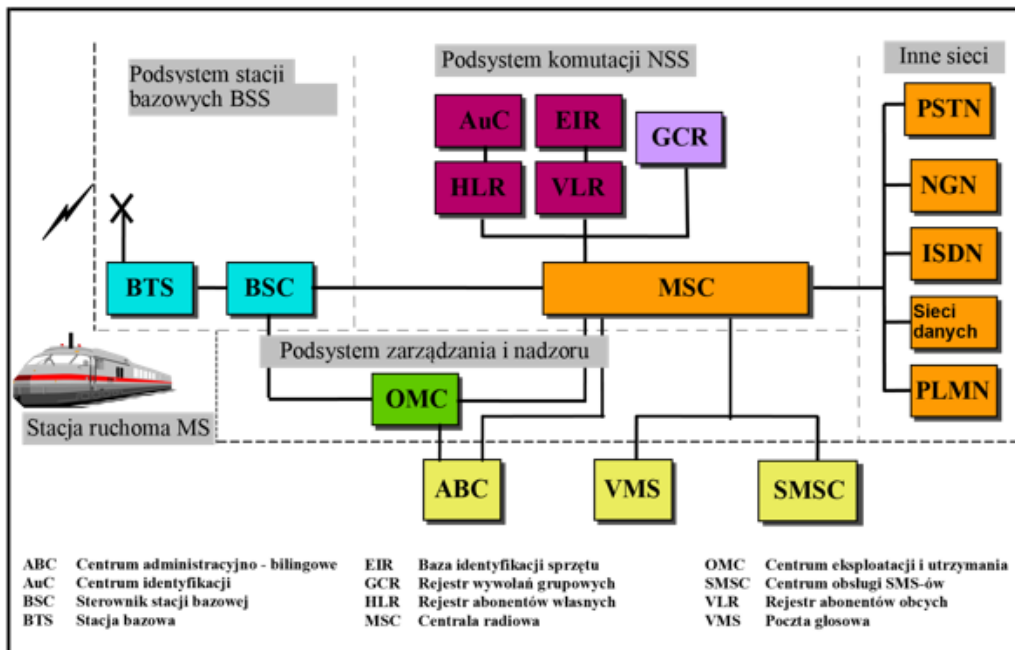 Podsystem stacji
bazowych BSS
Podsystem komutacji NSS
Inne sieci
AuC
EIR
GCR
PSTN
HLR
VLR
NGN
ISDN
BTS
BSC
MSC
Sieci
danych
Podsystem zarządzania i nadzoru
OMC
PLMN
Stacja ruchoma MS
ABC
VMS
SMSC
ABC Centrum administracyjno - bilingowe
AuC Centrum identyfikacji
BSC Sterownik stacji bazowej
BTS Stacja bazowa
EIR Baza identyfikacji sprzętu
GCR Rejestr wywołań grupowych
HLR Rejestr abonentów własnych
MSC Centrala radiowa
OMC Centrum eksploatacji i utrzymania
SMSC Centrum obsługi SMS-ów
VLR Rejestr abonentów obcych
VMS Poczta głosowa